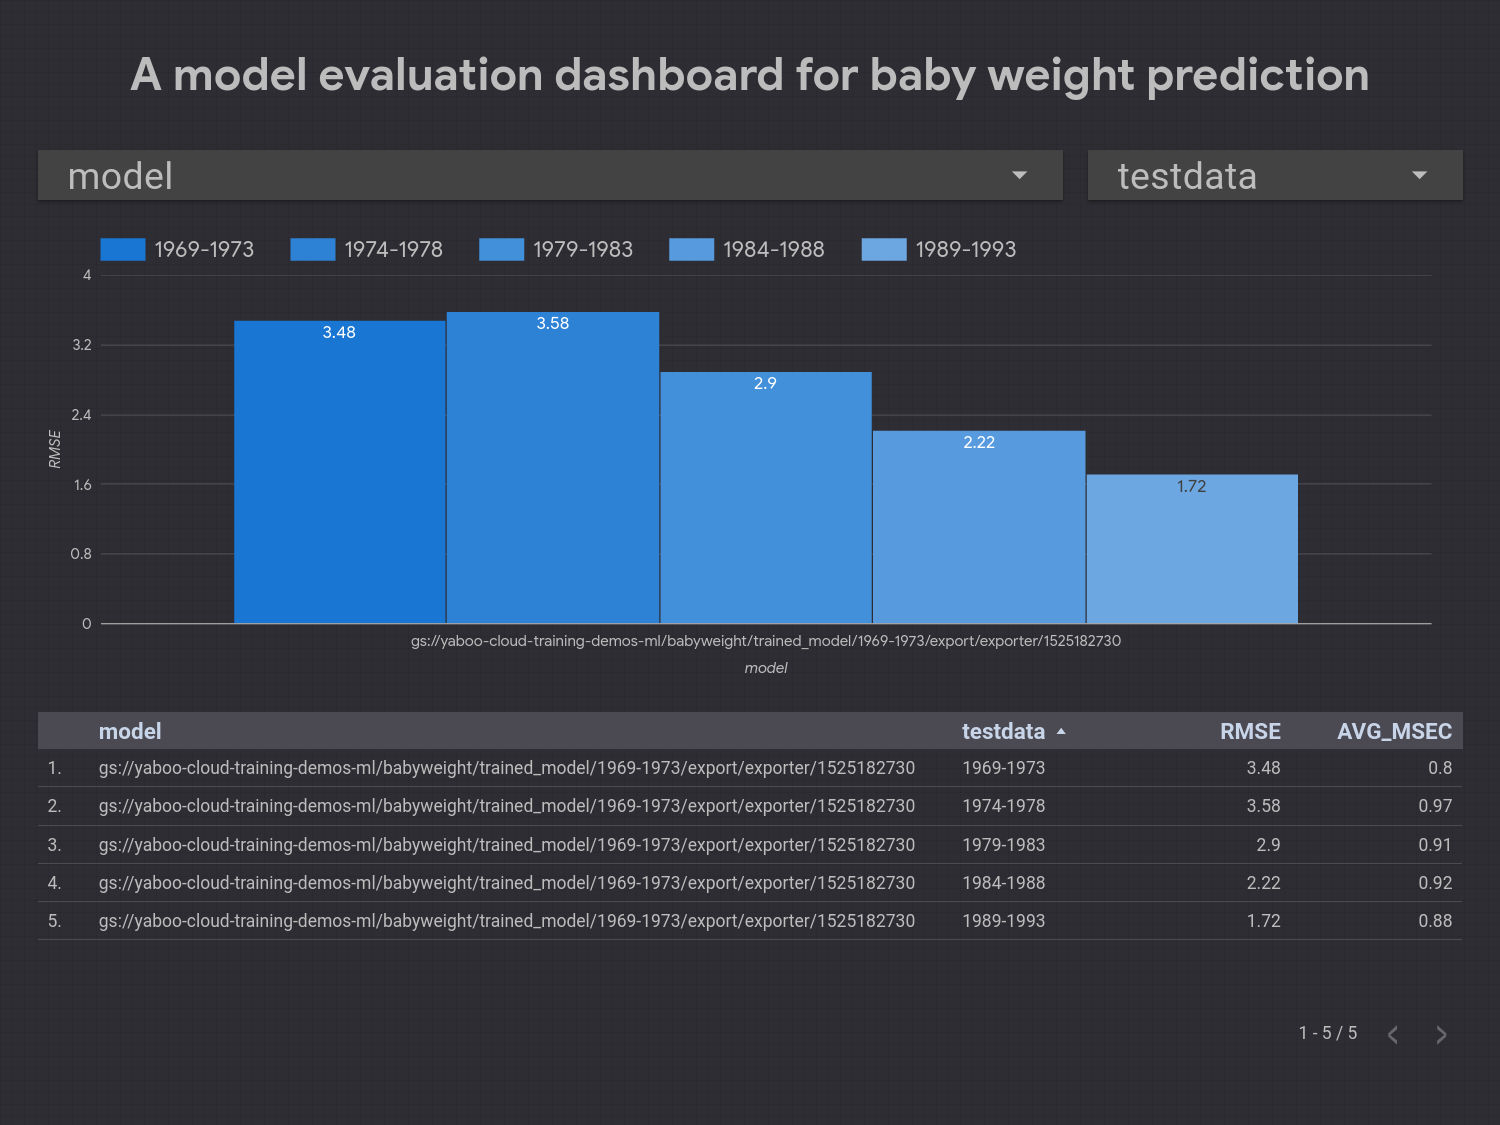 A model evaluation dashboard for baby weight prediction
model
testdata
1969-1973 1974-1978 1979-1983 1984-1988 1989-1993
4
3.2
2.4
1.6
0.8
0
RMSE
3.48
3.58
2.9
2.22
1.72
gs://yaboo-cloud-training-demos-ml/babyweight/trained_model/1969-1973/export/exporter/1525182730
model
model testdata RMSE AVG_MSEC
1. gs://yaboo-cloud-training-demos-ml/babyweight/trained_model/1969-1973/export/exporter/1525182730 1969-1973 3.48 0.8
2. gs://yaboo-cloud-training-demos-ml/babyweight/trained_model/1969-1973/export/exporter/1525182730 1974-1978 3.58 0.97
3. gs://yaboo-cloud-training-demos-ml/babyweight/trained_model/1969-1973/export/exporter/1525182730 1979-1983 2.9 0.91
4. gs://yaboo-cloud-training-demos-ml/babyweight/trained_model/1969-1973/export/exporter/1525182730 1984-1988 2.22 0.92
5. gs://yaboo-cloud-training-demos-ml/babyweight/trained_model/1969-1973/export/exporter/1525182730 1989-1993 1.72 0.88
1 - 5 / 5